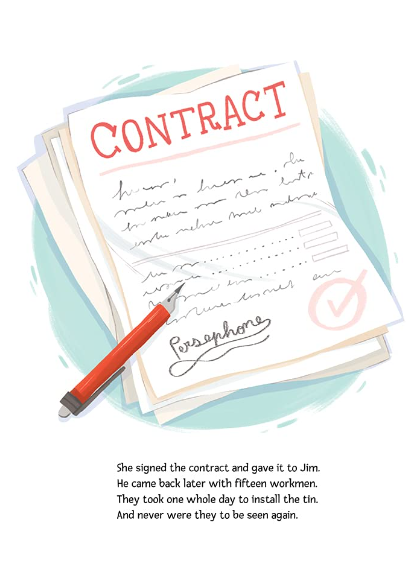 CONTRACT
Persephone
She signed the contract and gave it to Jim.
He came back later with fifteen workmen.
They took one whole day to install the tin.
And never were they to be seen again.